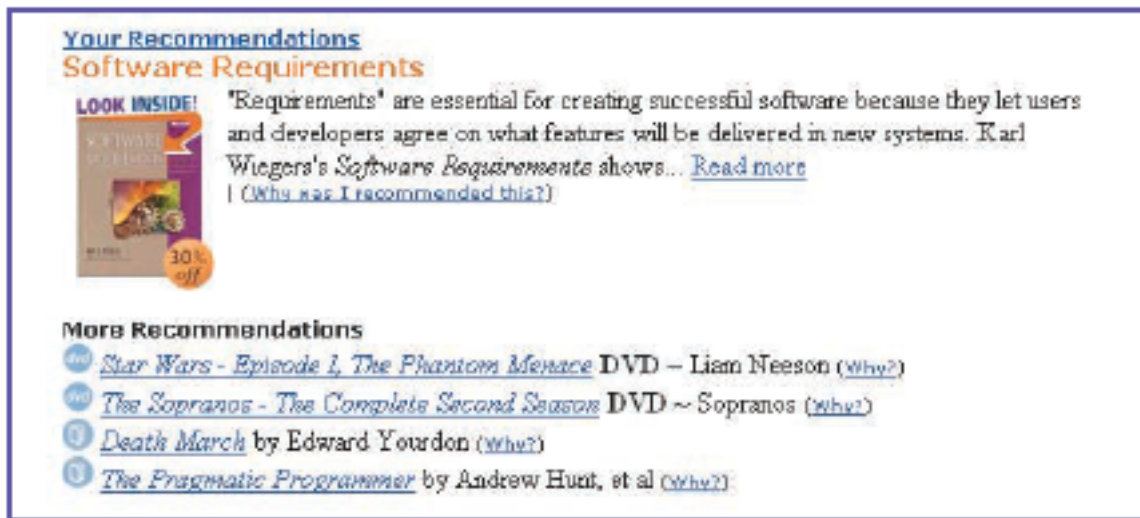 Your Recommendations
Software Requirements
LOOK INSIDE!
"Requirements" are essential for creating successful software because they let users
and developers agree on what features will be delivered in new systems. Karl
Wiegers's Software Requirements shows... Read more
| (Why was I recommended this?)
SOFTWARE
30%
off
More Recommendations
dvd Star Wars - Episode I, The Phantom Menace DVD ~ Liam Neeson (Why?)
dvd The Sopranos - The Complete Second Season DVD ~ Sopranos (Why?)
Death March by Edward Yourdon (Why?)
The Pragmatic Programmer by Andrew Hunt, et al (Why?)